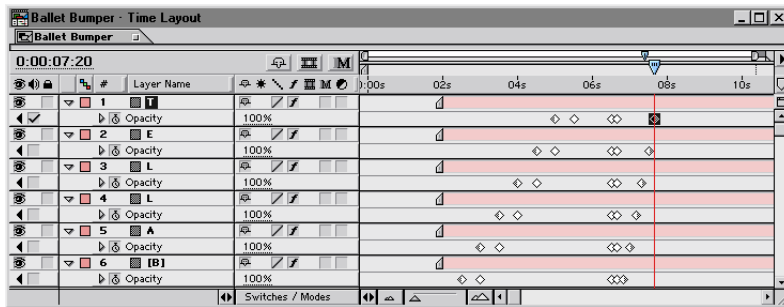 Ballet Bumper · Time Layout
Ballet Bumper
0:00:07:20
M
# Layer Name M
):00s 02s 04s 06s 08s 10s
1 T
Opacity 100%
2 E
Opacity 100%
3 L
Opacity 100%
4 L
Opacity 100%
5 A
Opacity 100%
6 [B]
Opacity 100%
Switches / Modes